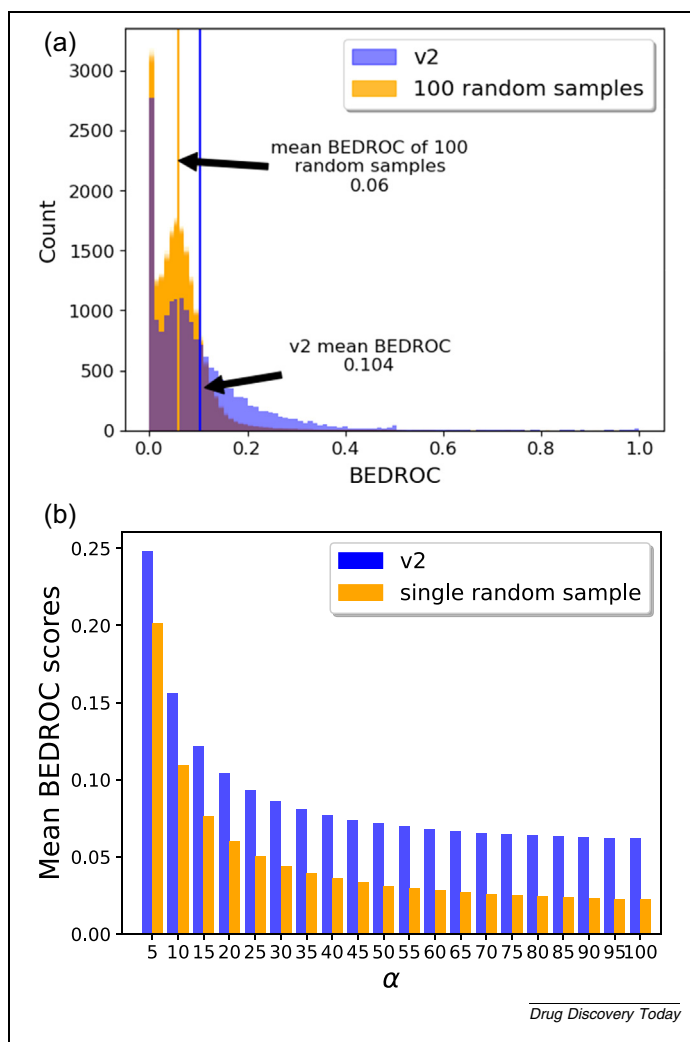 (a)
v2
100 random samples
mean BEDROC of 100
random samples
0.06
v2 mean BEDROC
0.104
Count
3000
2500
2000
1500
1000
500
0
0.0 0.2 0.4 0.6 0.8 1.0
BEDROC
(b)
v2
single random sample
Mean BEDROC scores
0.25
0.20
0.15
0.10
0.05
0.00
5 10 15 20 25 30 35 40 45 50 55 60 65 70 75 80 85 90 95 100
α
Drug Discovery Today